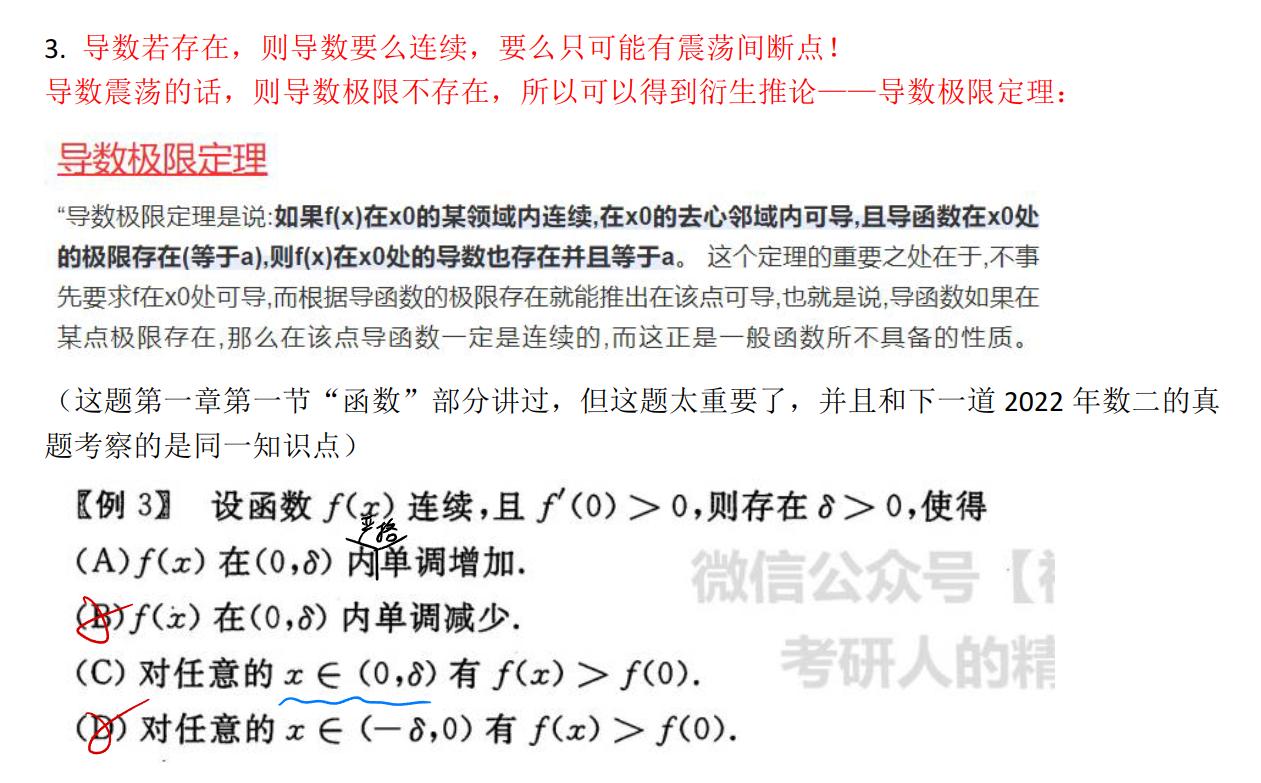 3. 导数若存在，则导数要么连续，要么只可能有震荡间断点！
导数震荡的话，则导数极限不存在，所以可以得到衍生推论——导数极限定理：
导数极限定理
“导数极限定理是说:如果f(x)在x0的某领域内连续,在x0的去心邻域内可导,且导函数在x0处
的极限存在(等于a),则f(x)在x0处的导数也存在并且等于a。 这个定理的重要之处在于,不事
先要求f在x0处可导,而根据导函数的极限存在就能推出在该点可导,也就是说,导函数如果在
某点极限存在,那么在该点导函数一定是连续的,而这正是一般函数所不具备的性质。
（这题第一章第一节“函数”部分讲过，但这题太重要了，并且和下一道 2022 年数二的真
题考察的是同一知识点）
〖例 3〗 设函数 f(x) 连续,且 f′(0) > 0,则存在 δ > 0,使得
严格
(A) f(x) 在(0,δ) 内单调增加.
(B) f(x) 在(0,δ) 内单调减少.
(C) 对任意的 x ∈ (0,δ) 有 f(x) > f(0).
(D) 对任意的 x ∈ (－δ,0) 有 f(x) > f(0).
微信公众号【
考研人的精